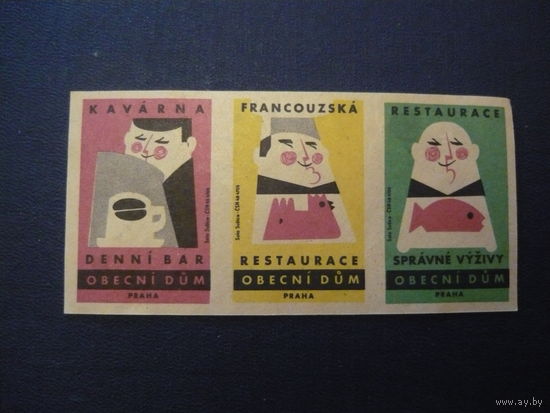 KAVÁRNA
DENNÍ BAR
OBECNÍ DŮM
PRAHA
FRANCOUZSKÁ
RESTAURACE
OBECNÍ DŮM
PRAHA
RESTAURACE
SPRÁVNÉ VÝŽIVY
OBECNÍ DŮM
PRAHA
www.ay.by